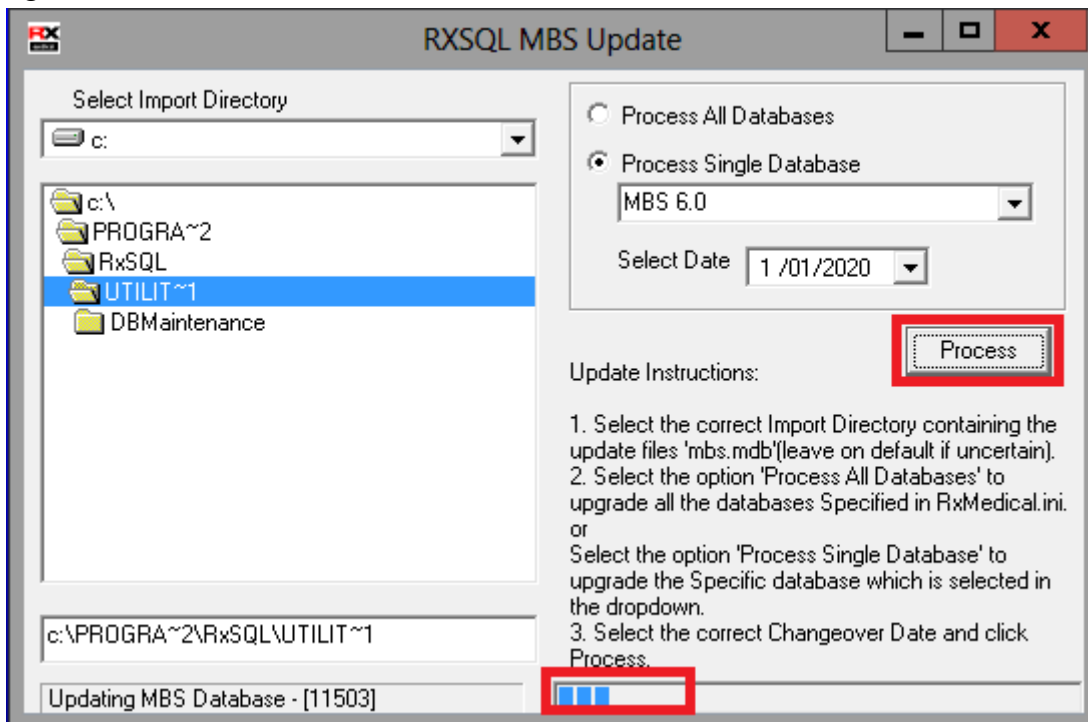 RX
RXSQL MBS Update
Select Import Directory
c:
c:\
PROGRA~2
RxSQL
UTILIT~1
DBMaintenance
c:\PROGRA~2\RxSQL\UTILIT~1
Updating MBS Database - [11503]
Process All Databases
Process Single Database
MBS 6.0
Select Date 1 /01/2020
Process
Update Instructions:
1. Select the correct Import Directory containing the
update files 'mbs.mdb'(leave on default if uncertain).
2. Select the option 'Process All Databases' to
upgrade all the databases Specified in RxMedical.ini.
or
Select the option 'Process Single Database' to
upgrade the Specific database which is selected in
the dropdown.
3. Select the correct Changeover Date and click
Process.